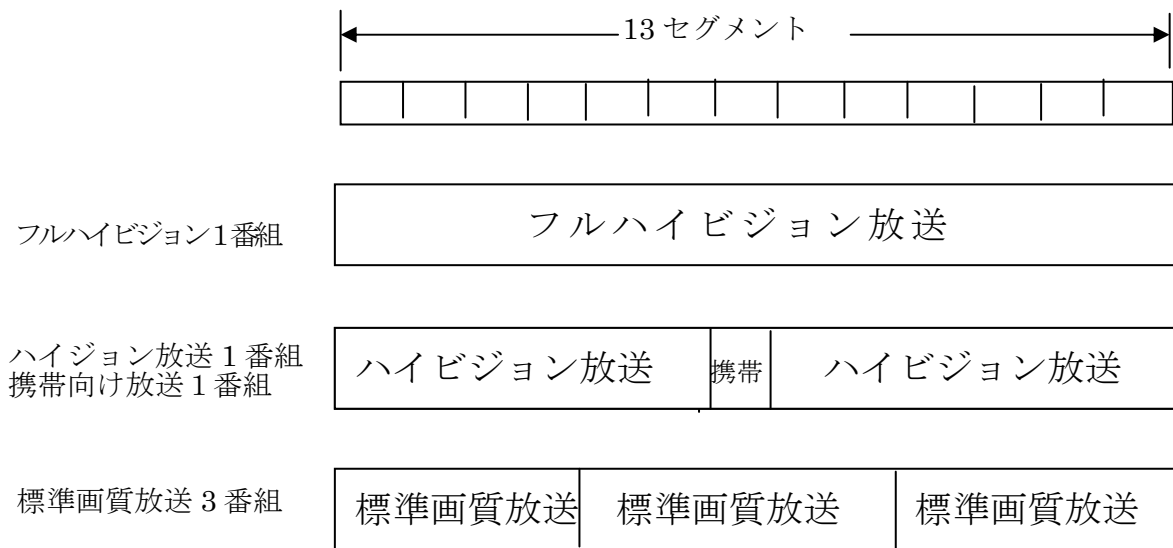 13 セグメント
フルハイビジョン1番組
フルハイビジョン放送
ハイジョン放送 1 番組
携帯向け放送 1 番組
ハイビジョン放送
携帯
ハイビジョン放送
標準画質放送 3 番組
標準画質放送
標準画質放送
標準画質放送